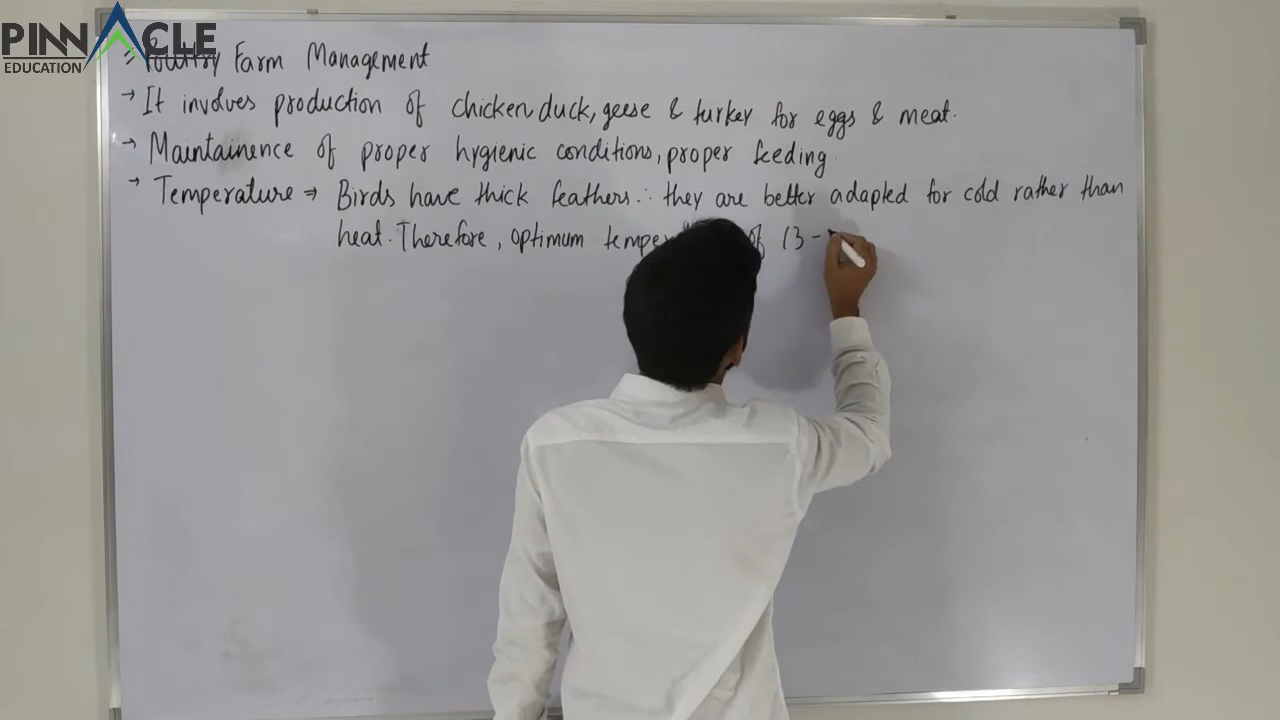 PINNACLE
EDUCATION
Poultry Farm Management
→ It involves production of chicken, duck, geese & turkey for eggs & meat.
→ Maintainence of proper hygienic conditions, proper feeding.
→ Temperature ⇒ Birds have thick feathers ∴ they are better adapted for cold rather than
heat. Therefore, optimum temper of 13 -